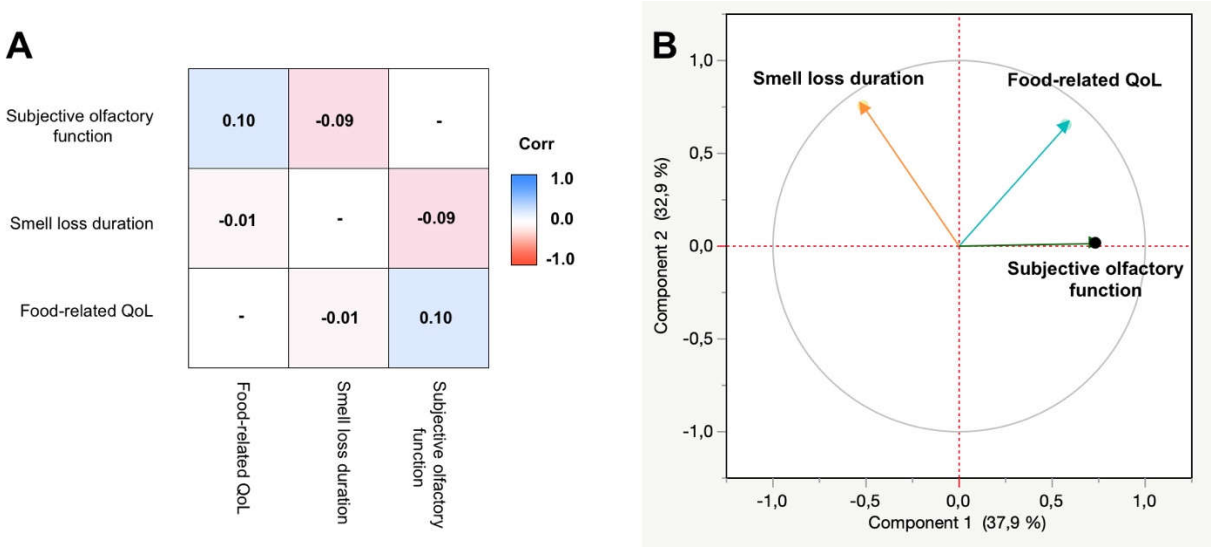 A
Subjective olfactory
function
0.10
-0.09
-
Smell loss duration
-0.01
-
-0.09
Food-related QoL
-
-0.01
0.10
Food-related QoL
Smell loss duration
Subjective olfactory
function
Corr
1.0
0.0
-1.0
B
Smell loss duration
Food-related QoL
Subjective olfactory
function
Component 2 (32,9 %)
1,0
0,5
0,0
-0,5
-1,0
-1,0
-0,5
0,0
0,5
1,0
Component 1 (37,9 %)